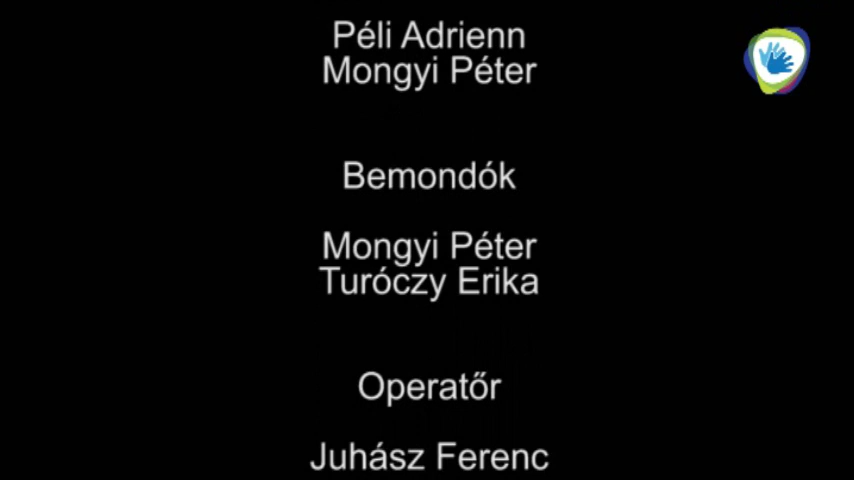 Péli Adrienn
Mongyi Péter
Bemondók
Mongyi Péter
Turóczy Erika
Operatőr
Juhász Ferenc